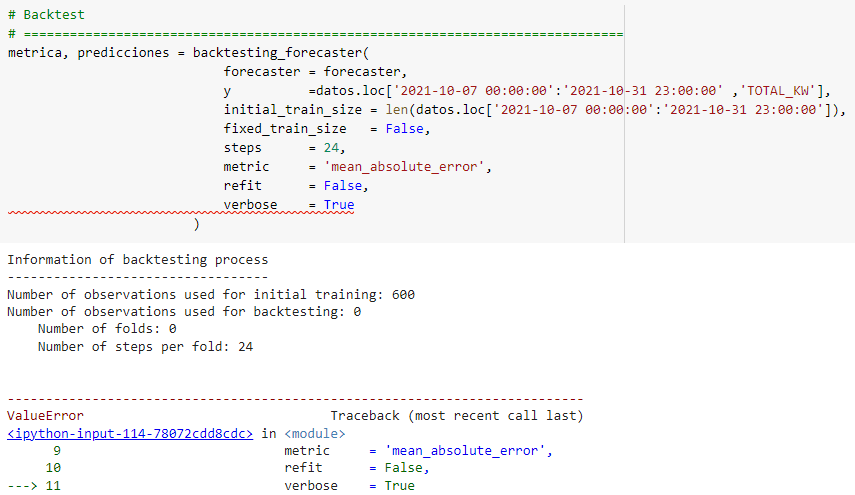 # Backtest
# ==============================================================================
metrica, predicciones = backtesting_forecaster(
                            forecaster = forecaster,
                            y          =datos.loc['2021-10-07 00:00:00':'2021-10-31 23:00:00' ,'TOTAL_KW'],
                            initial_train_size = len(datos.loc['2021-10-07 00:00:00':'2021-10-31 23:00:00']),
                            fixed_train_size   = False,
                            steps      = 24,
                            metric     = 'mean_absolute_error',
                            refit      = False,
                            verbose    = True
                        )
Information of backtesting process
----------------------------------
Number of observations used for initial training: 600
Number of observations used for backtesting: 0
    Number of folds: 0
    Number of steps per fold: 24
---------------------------------------------------------------------------
ValueError                                Traceback (most recent call last)
<ipython-input-114-78072cdd8cdc> in <module>
      9                             metric     = 'mean_absolute_error',
     10                             refit      = False,
---> 11                             verbose    = True